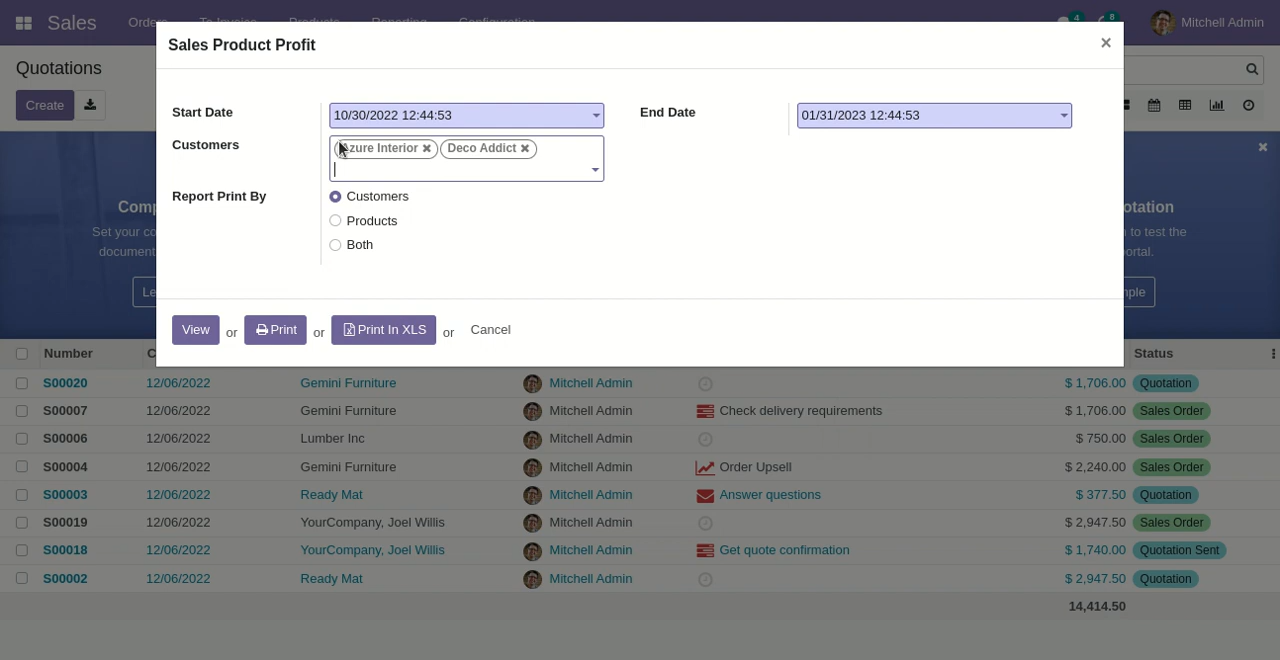 Sales Orders To Invoice Products Reporting Configuration 4 8 Mitchell Admin
Sales Product Profit ×
Quotations
Create
Start Date 10/30/2022 12:44:53 End Date 01/31/2023 12:44:53
Customers Azure Interior Deco Addict
Report Print By Customers
Products
Both
Set your co
document
to test the
View or Print or Print In XLS or Cancel
Number Status
S00020 12/06/2022 Gemini Furniture Mitchell Admin $ 1,706.00 Quotation
S00007 12/06/2022 Gemini Furniture Mitchell Admin Check delivery requirements $ 1,706.00 Sales Order
S00006 12/06/2022 Lumber Inc Mitchell Admin $ 750.00 Sales Order
S00004 12/06/2022 Gemini Furniture Mitchell Admin Order Upsell $ 2,240.00 Sales Order
S00003 12/06/2022 Ready Mat Mitchell Admin Answer questions $ 377.50 Quotation
S00019 12/06/2022 YourCompany, Joel Willis Mitchell Admin $ 2,947.50 Sales Order
S00018 12/06/2022 YourCompany, Joel Willis Mitchell Admin Get quote confirmation $ 1,740.00 Quotation Sent
S00002 12/06/2022 Ready Mat Mitchell Admin $ 2,947.50 Quotation
14,414.50